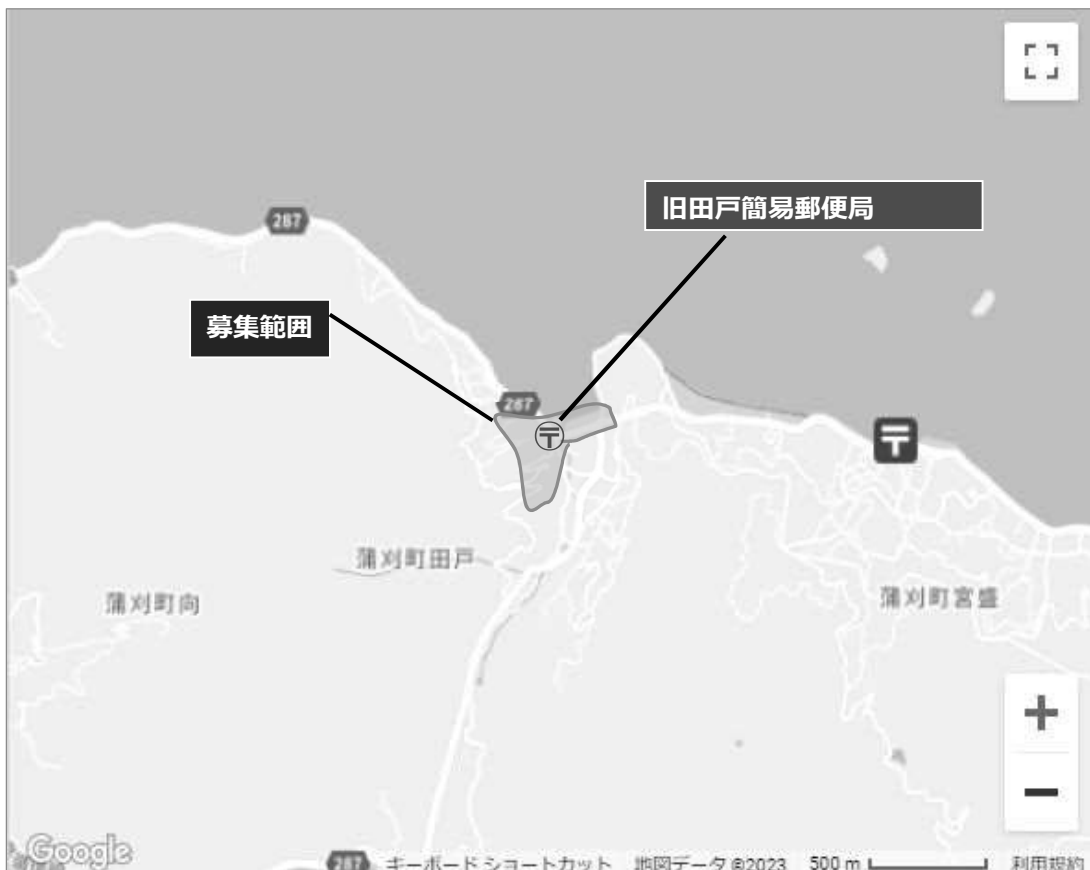 287
旧田戸簡易郵便局
募集範囲
287
〒
〒
蒲刈町田戸
蒲刈町向
蒲刈町宮盛
+
−
Google
287 キーボード ショートカット 地図データ ©2023 500 m 利用規約